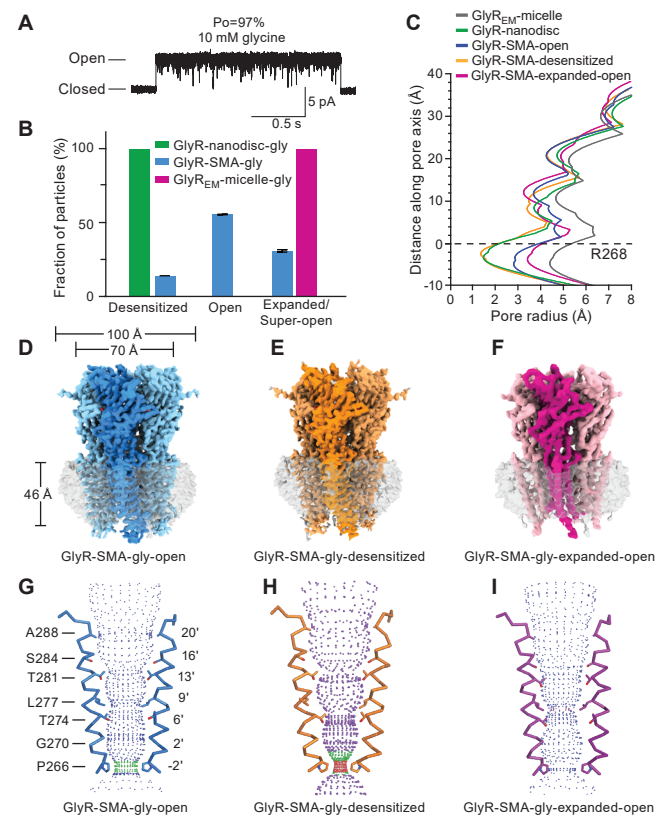 A
Po=97%
10 mM glycine
Open
Closed
5 pA
0.5 s
B
GlyR-nanodisc-gly
GlyR-SMA-gly
GlyREM-micelle-gly
Fraction of particles (%)
100
50
0
Desensitized
Open
Expanded/
Super-open
C
GlyREM-micelle
GlyR-nanodisc
GlyR-SMA-open
GlyR-SMA-desensitized
GlyR-SMA-expanded-open
Distance along pore axis (Å)
40
30
20
10
0
-10
R268
0 1 2 3 4 5 6 7 8
Pore radius (Å)
100 Å
70 Å
D
E
F
46 Å
GlyR-SMA-gly-open
GlyR-SMA-gly-desensitized
GlyR-SMA-gly-expanded-open
G
H
I
A288 20'
S284 16'
T281 13'
L277 9'
T274 6'
G270 2'
P266 -2'
GlyR-SMA-gly-open
GlyR-SMA-gly-desensitized
GlyR-SMA-gly-expanded-open